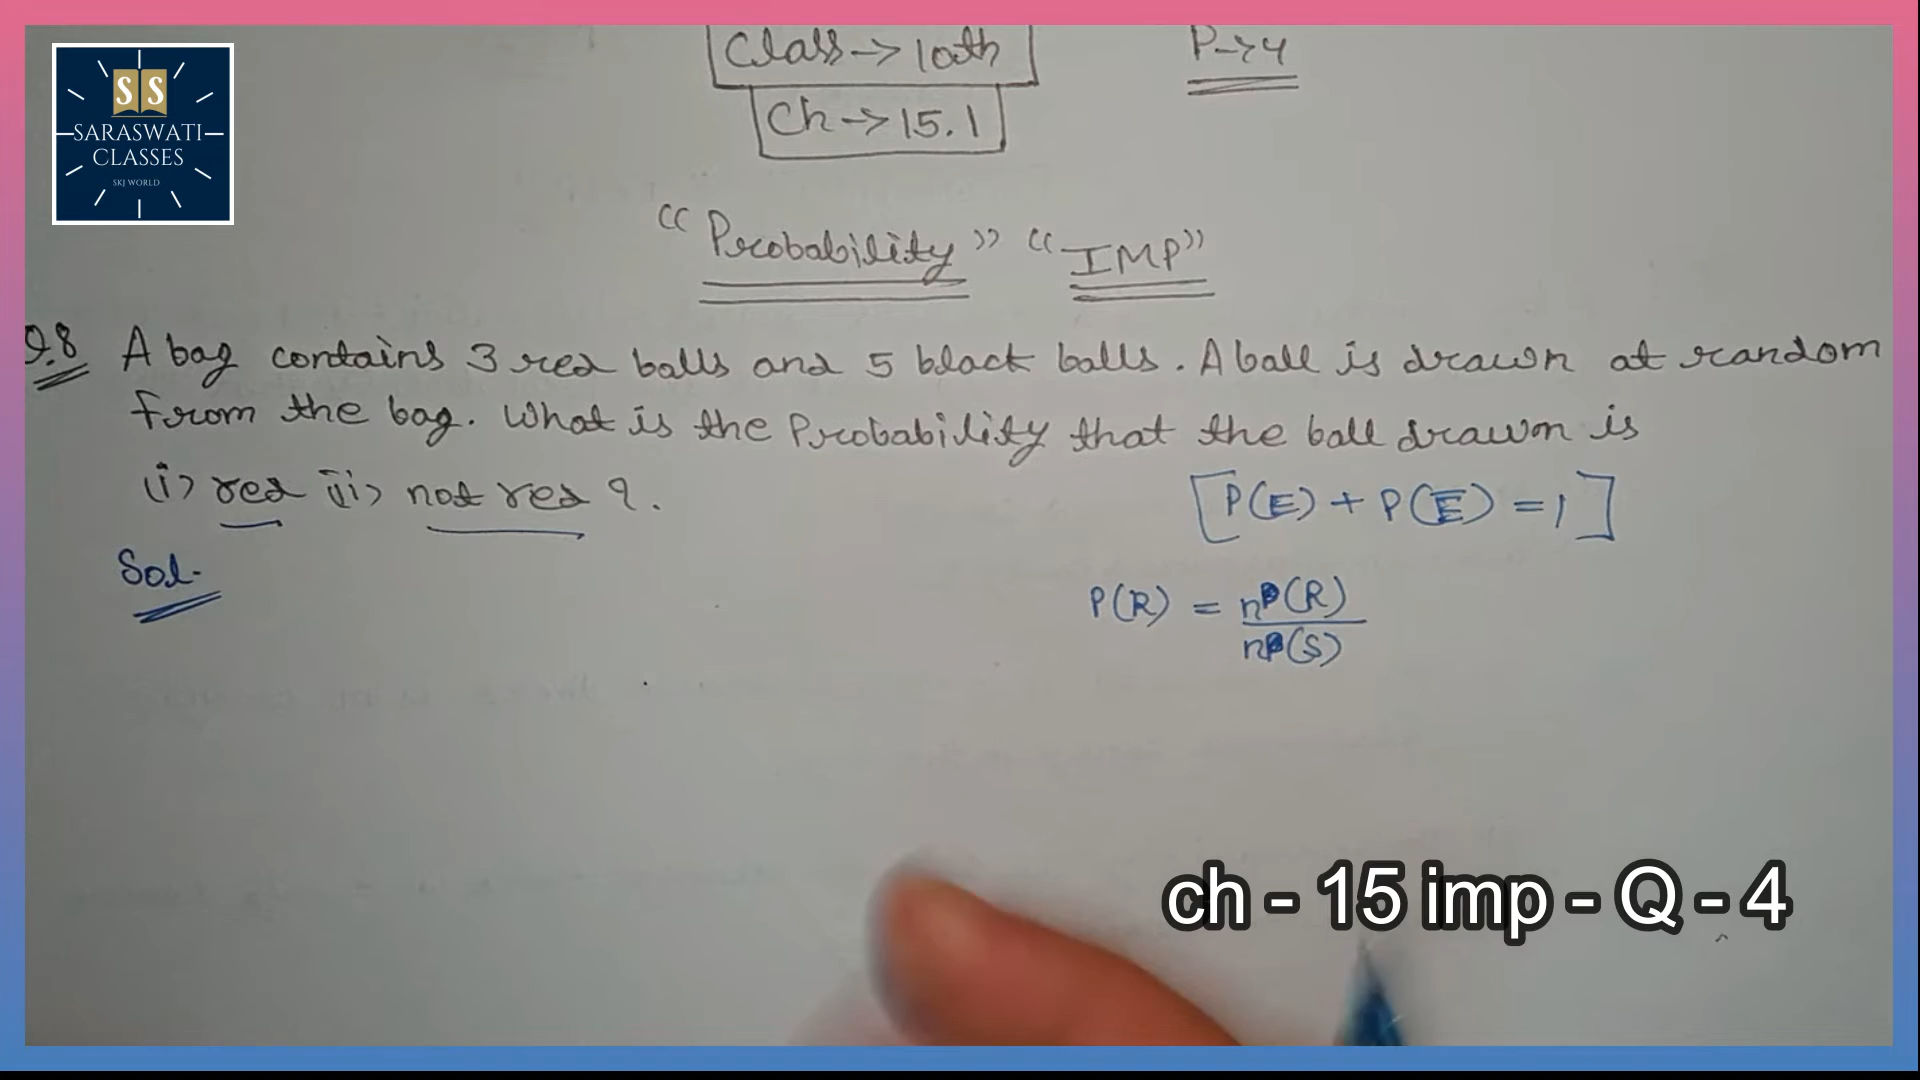 SS
SARASWATI
CLASSES
SKJ WORLD
Class -> 10th
P->4
Ch -> 15.1
"Probability" "IMP"
Q.8 A bag contains 3 red balls and 5 black balls. A ball is drawn at random
from the bag. What is the Probability that the ball drawn is
(i) red (ii) not red ?.
[P(E) + P(E̅) = 1]
Sol.
P(R) = n(R)
n(S)
ch - 15 imp - Q - 4